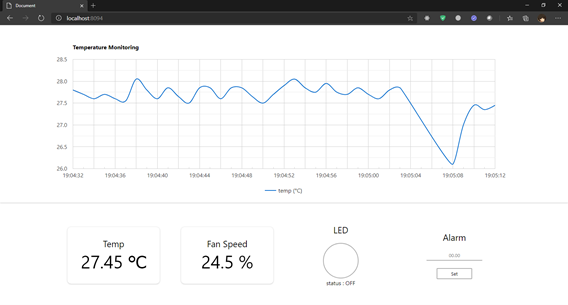 Document
localhost:8094
Temperature Monitoring
28.5
28.0
27.5
27.0
26.5
26.0
19:04:32 19:04:36 19:04:40 19:04:44 19:04:48 19:04:52 19:04:56 19:05:00 19:05:04 19:05:08 19:05:12
temp (°C)
Temp
27.45 ℃
Fan Speed
24.5 %
LED
status : OFF
Alarm
00.00
Set